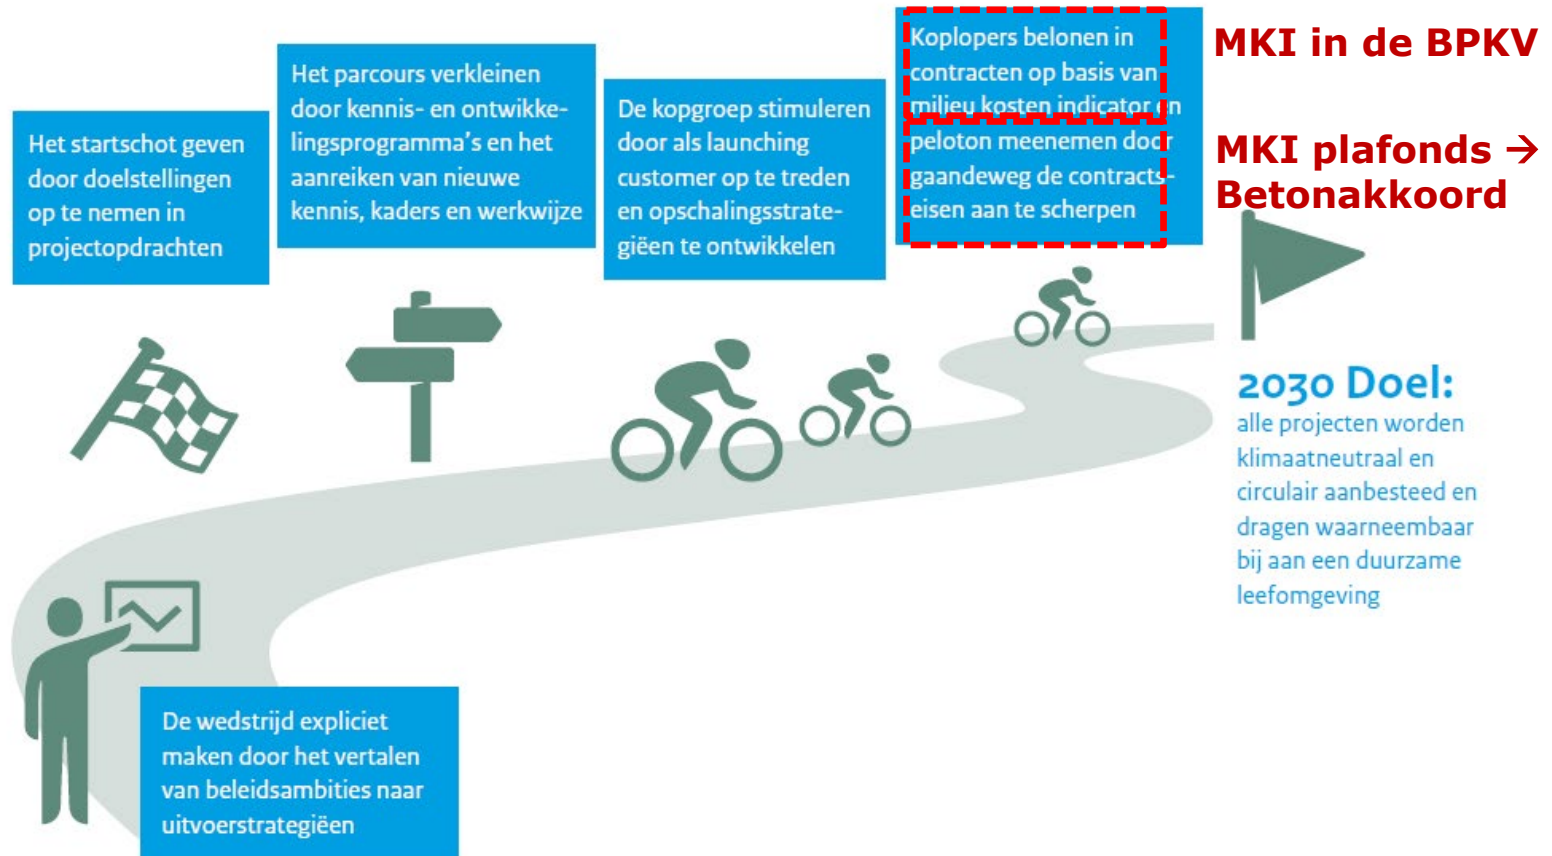 Het startschot geven
door doelstellingen
op te nemen in
projectopdrachten
Het parcours verkleinen
door kennis- en ontwikke-
lingsprogramma's en het
aanreiken van nieuwe
kennis, kaders en werkwijze
De kopgroep stimuleren
door als launching
customer op te treden
en opschalingsstrate-
giëen te ontwikkelen
Koplopers belonen in
contracten op basis van
milieu kosten indicator en
peloton meenemen door
gaandeweg de contracts-
eisen aan te scherpen
MKI in de BPKV
MKI plafonds →
Betonakkoord
2030 Doel:
alle projecten worden
klimaatneutraal en
circulair aanbesteed en
dragen waarneembaar
bij aan een duurzame
leefomgeving
De wedstrijd expliciet
maken door het vertalen
van beleidsambities naar
uitvoerstrategiëen